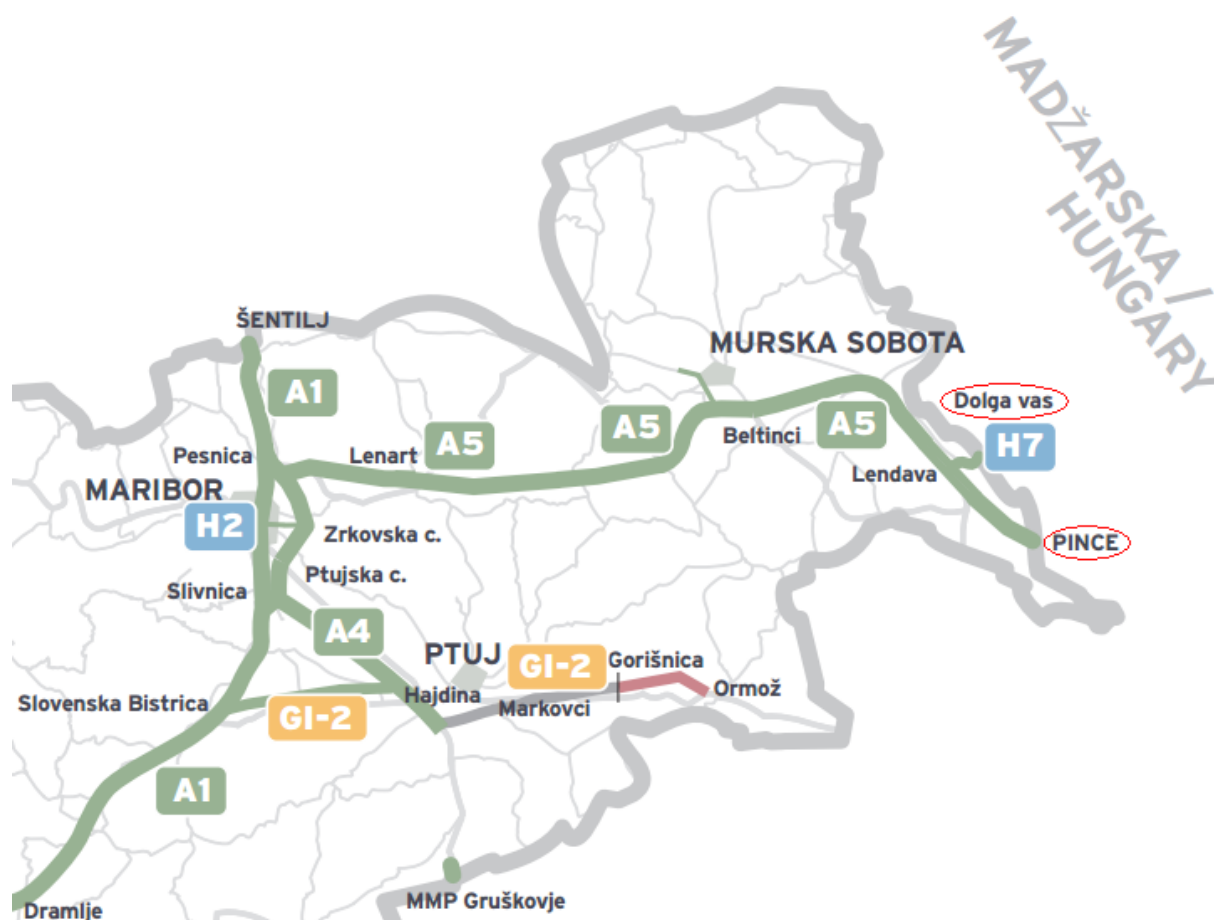 MADŽARSKA /
HUNGARY
ŠENTILJ
MURSKA SOBOTA
A1
Dolga vas
A5
A5
A5
Beltinci
H7
Pesnica
Lenart
Lendava
MARIBOR
H2
Zrkovska c.
PINCE
Ptujska c.
Slivnica
A4
PTUJ
GI-2
Gorišnica
Hajdina
Ormož
Slovenska Bistrica
Markovci
GI-2
A1
MMP Gruškovje
Dramlje